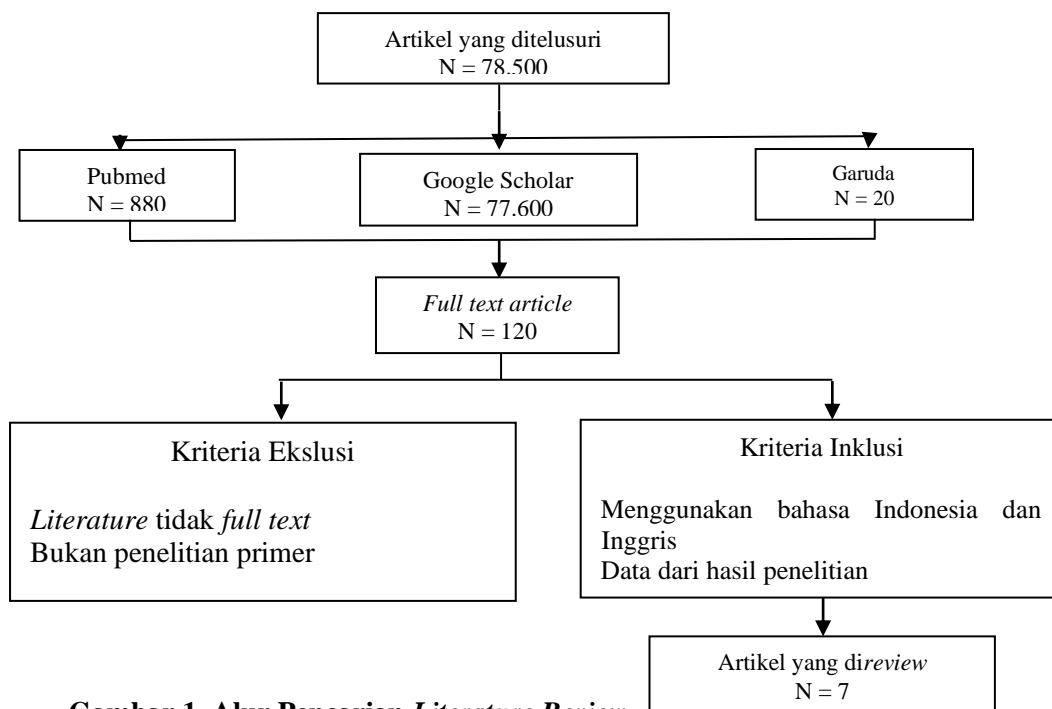 Artikel yang ditelusuri
N = 78.500
Pubmed
N = 880
Google Scholar
N = 77.600
Garuda
N = 20
Full text article
N = 120
Kriteria Ekslusi
Literature tidak full text
Bukan penelitian primer
Kriteria Inklusi
Menggunakan bahasa Indonesia dan
Inggris
Data dari hasil penelitian
Artikel yang direview
N = 7
Gambar 1. Alur Pencarian Literature Review